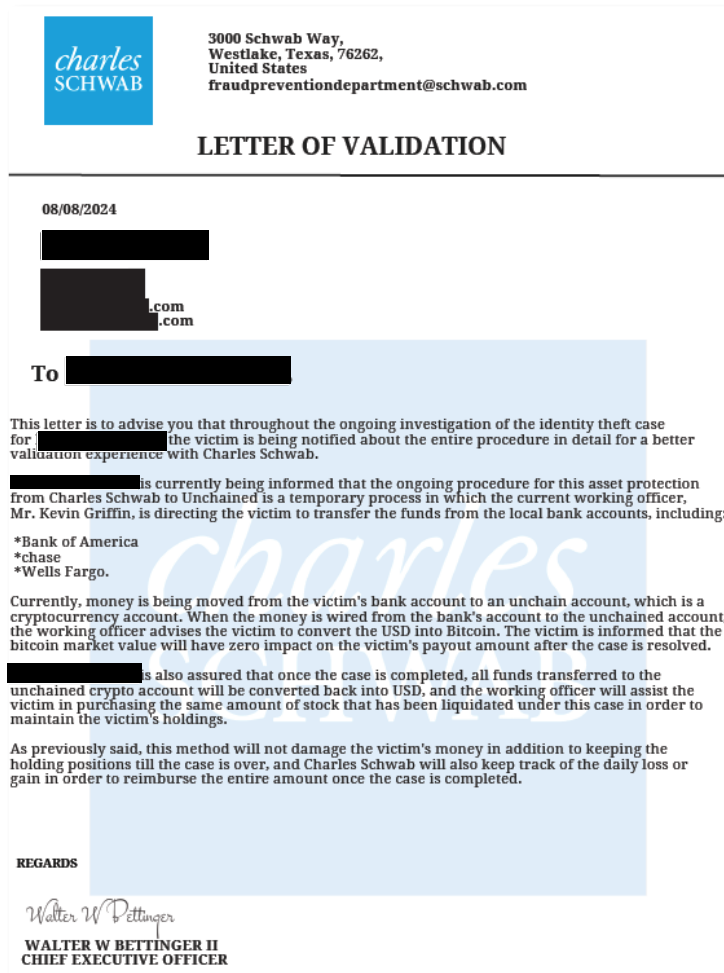 charles
SCHWAB
3000 Schwab Way,
Westlake, Texas, 76262,
United States
fraudpreventiondepartment@schwab.com
LETTER OF VALIDATION
08/08/2024
.com
.com
To
This letter is to advise you that throughout the ongoing investigation of the identity theft case
for the victim is being notified about the entire procedure in detail for a better
validation experience with Charles Schwab.
is currently being informed that the ongoing procedure for this asset protection
from Charles Schwab to Unchained is a temporary process in which the current working officer,
Mr. Kevin Griffin, is directing the victim to transfer the funds from the local bank accounts, including:
*Bank of America
*chase
*Wells Fargo.
Currently, money is being moved from the victim's bank account to an unchain account, which is a
cryptocurrency account. When the money is wired from the bank's account to the unchained account,
the working officer advises the victim to convert the USD into Bitcoin. The victim is informed that the
bitcoin market value will have zero impact on the victim's payout amount after the case is resolved.
is also assured that once the case is completed, all funds transferred to the
unchained crypto account will be converted back into USD, and the working officer will assist the
victim in purchasing the same amount of stock that has been liquidated under this case in order to
maintain the victim's holdings.
As previously said, this method will not damage the victim's money in addition to keeping the
holding positions till the case is over, and Charles Schwab will also keep track of the daily loss or
gain in order to reimburse the entire amount once the case is completed.
charles
SCHWAB
REGARDS
Walter W Bettinger
WALTER W BETTINGER II
CHIEF EXECUTIVE OFFICER